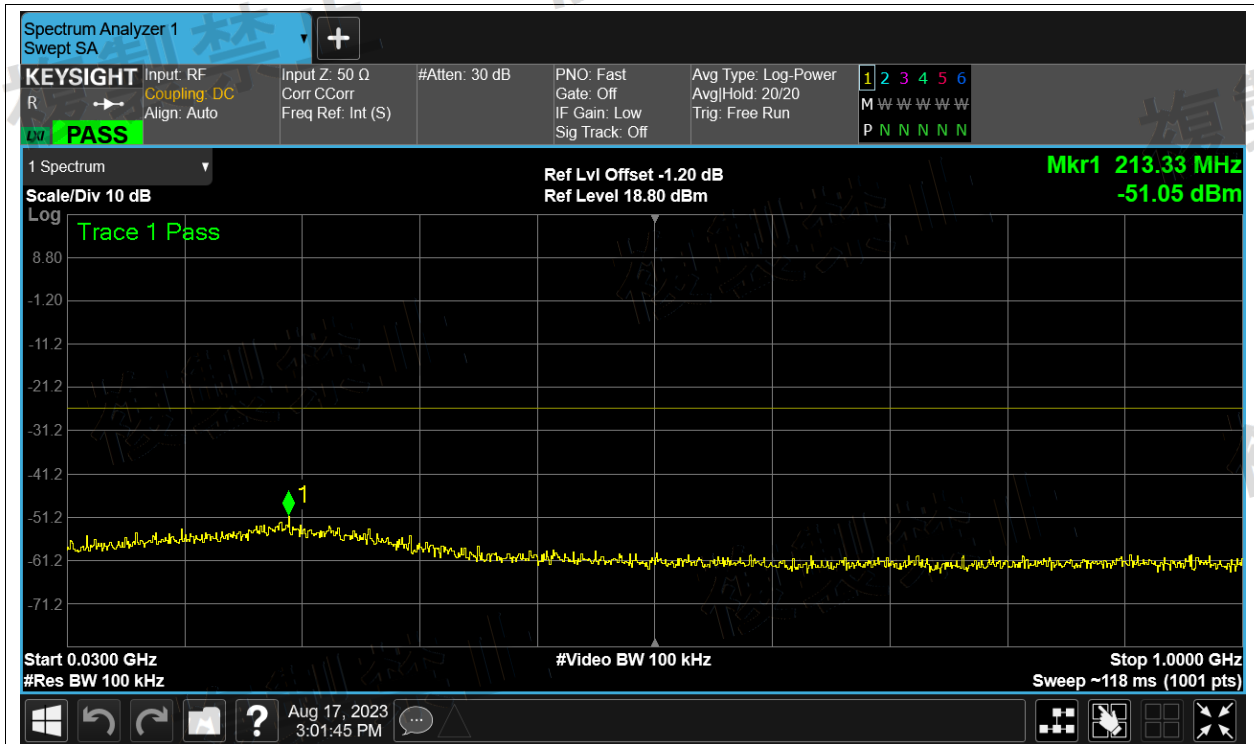 Spectrum Analyzer 1
Swept SA
+
KEYSIGHT
R
LXI PASS
Input: RF
Coupling: DC
Align: Auto
Input Z: 50 Ω
Corr CCorr
Freq Ref: Int (S)
#Atten: 30 dB
PNO: Fast
Gate: Off
IF Gain: Low
Sig Track: Off
Avg Type: Log-Power
Avg|Hold: 20/20
Trig: Free Run
1 2 3 4 5 6
M W W W W W
P N N N N N
1 Spectrum
Scale/Div 10 dB
Ref Lvl Offset -1.20 dB
Ref Level 18.80 dBm
Mkr1 213.33 MHz
-51.05 dBm
Log
Trace 1 Pass
8.80
-1.20
-11.2
-21.2
-31.2
-41.2
-51.2
-61.2
-71.2
1
Start 0.0300 GHz
#Res BW 100 kHz
#Video BW 100 kHz
Stop 1.0000 GHz
Sweep ~118 ms (1001 pts)
?
Aug 17, 2023
3:01:45 PM
複製禁止